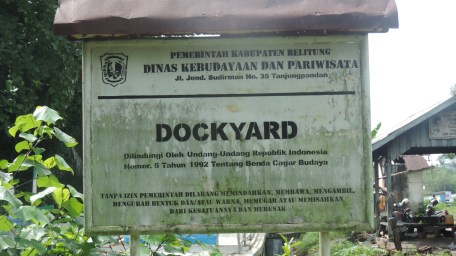 PEMERINTAH KABUPATEN BELITUNG
DINAS KEBUDAYAAN DAN PARIWISATA
Jl. Jend. Sudirman No. 35 Tanjungpandan
DOCKYARD
Dilindungi Oleh Undang-Undang Republik Indonesia
Nomor. 5 Tahun 1992 Tentang Benda Cagar Budaya
TANPA IZIN PEMERINTAH DILARANG MEMINDAHKAN, MEMBAWA, MENGAMBIL,
MENGUBAH BENTUK DAN/ATAU WARNA, MEMUGAR ATAU MEMISAHKAN
DARI KESATUANNYA DAN MERUSAK